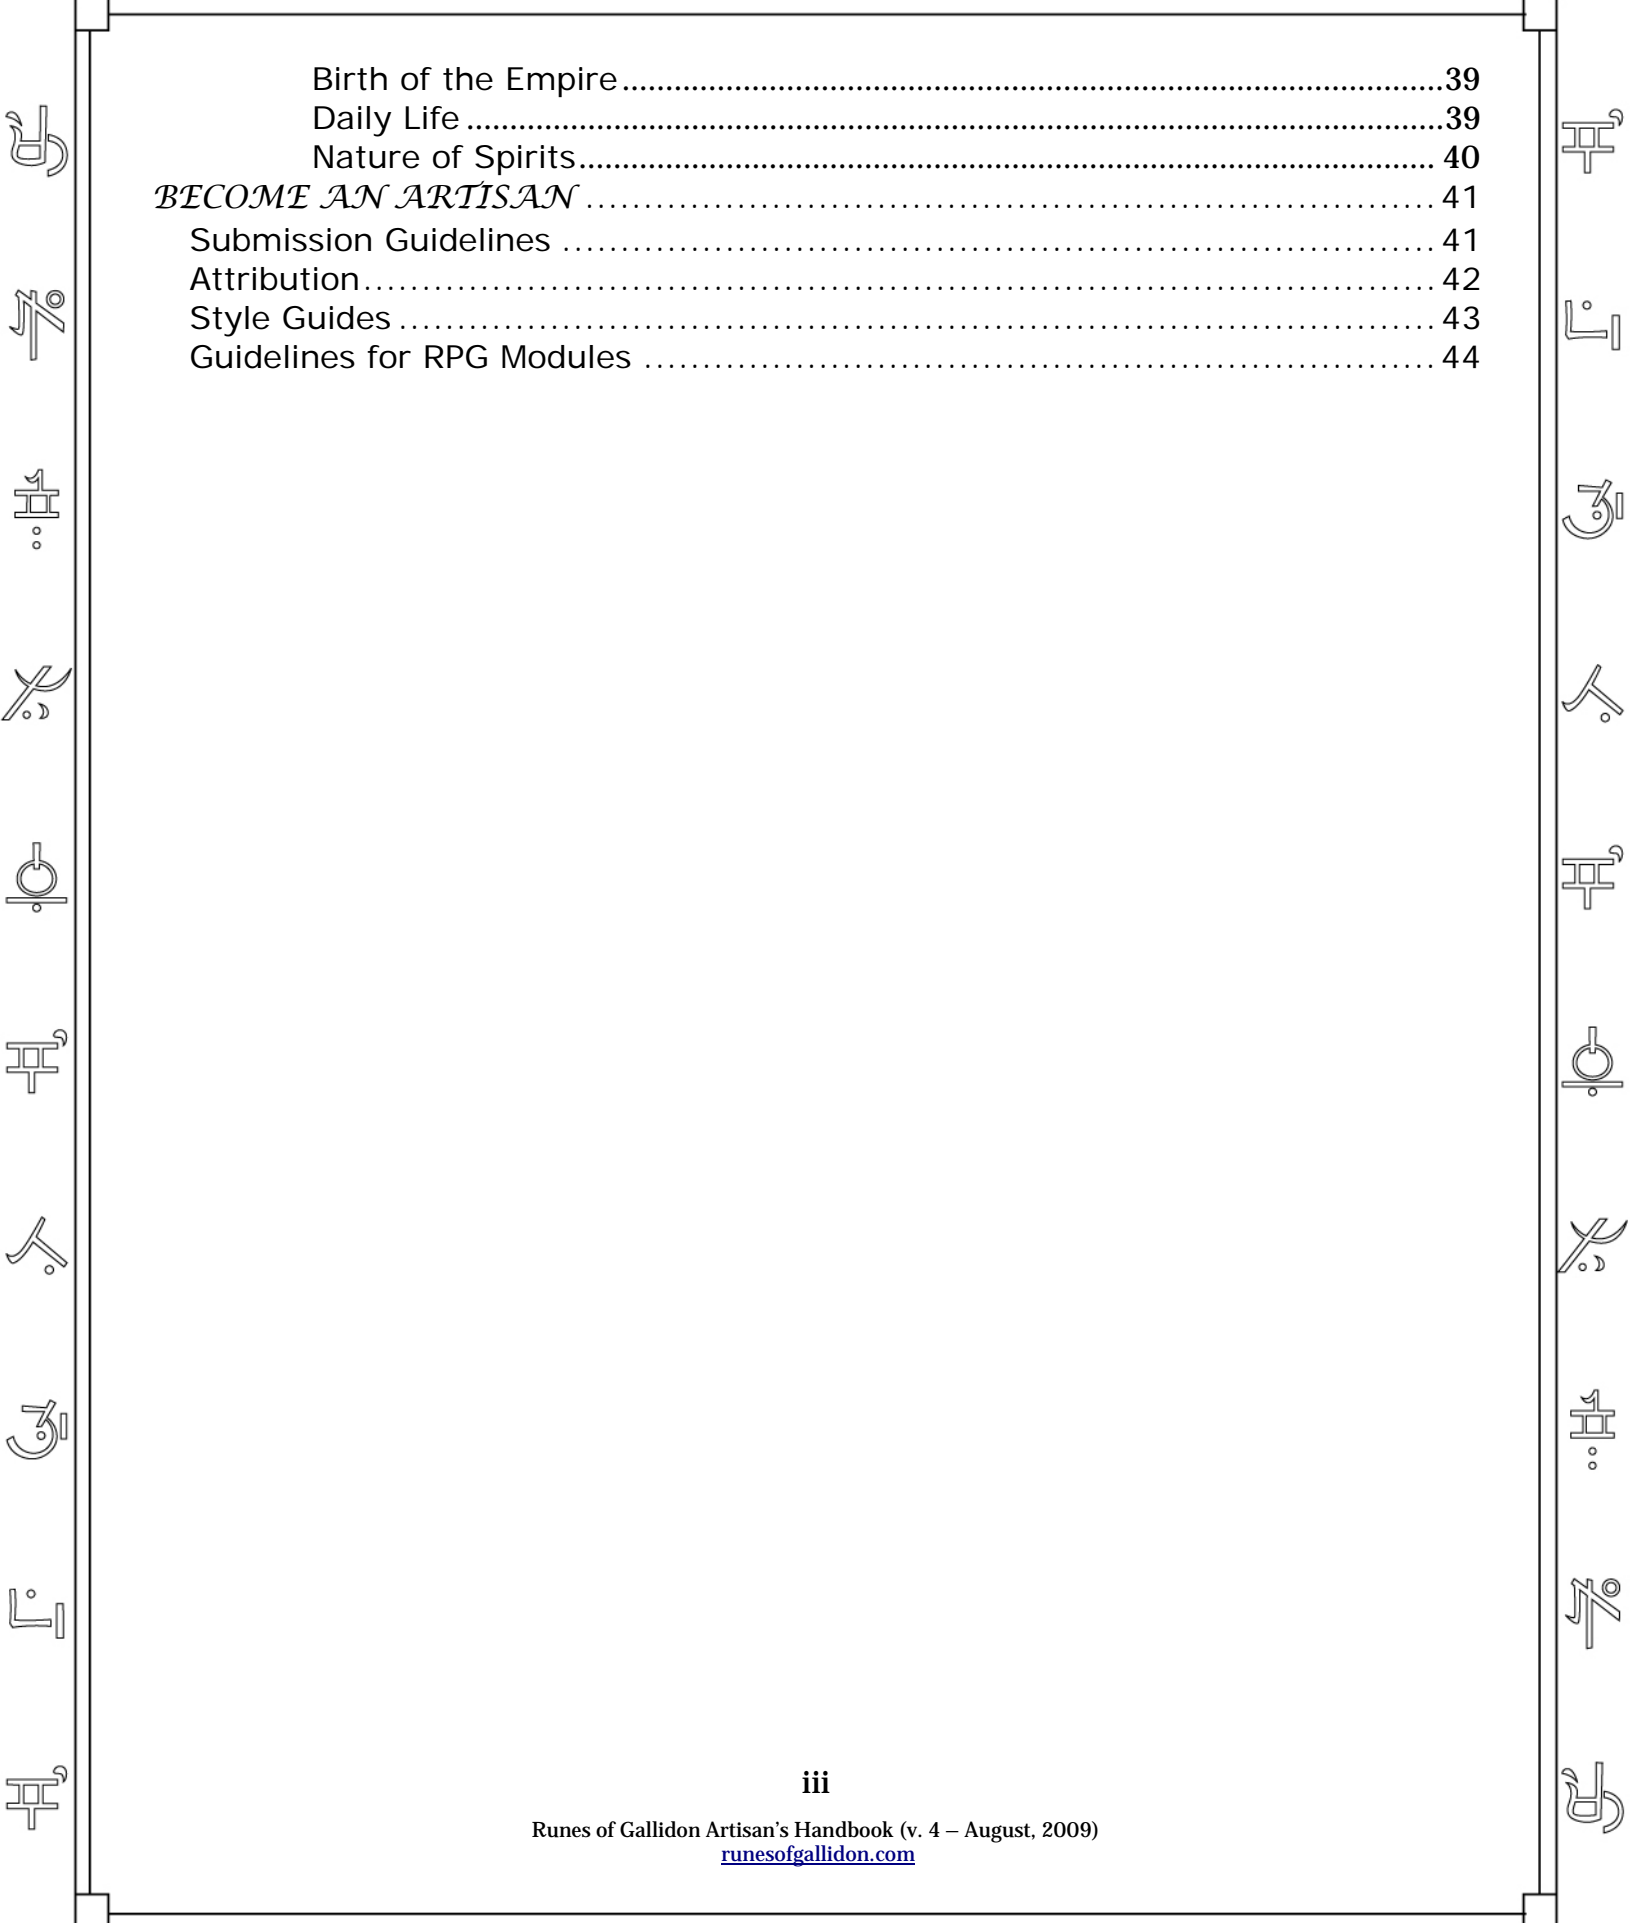 Birth of the Empire................................................................................................39
Daily Life..................................................................................................................39
Nature of Spirits.................................................................................................... 40
BECOME AN ARTISAN ........................................................................ 41
Submission Guidelines .......................................................................... 41
Attribution........................................................................................... 42
Style Guides ........................................................................................ 43
Guidelines for RPG Modules ................................................................... 44
iii
Runes of Gallidon Artisan’s Handbook (v. 4 – August, 2009)
runesofgallidon.com